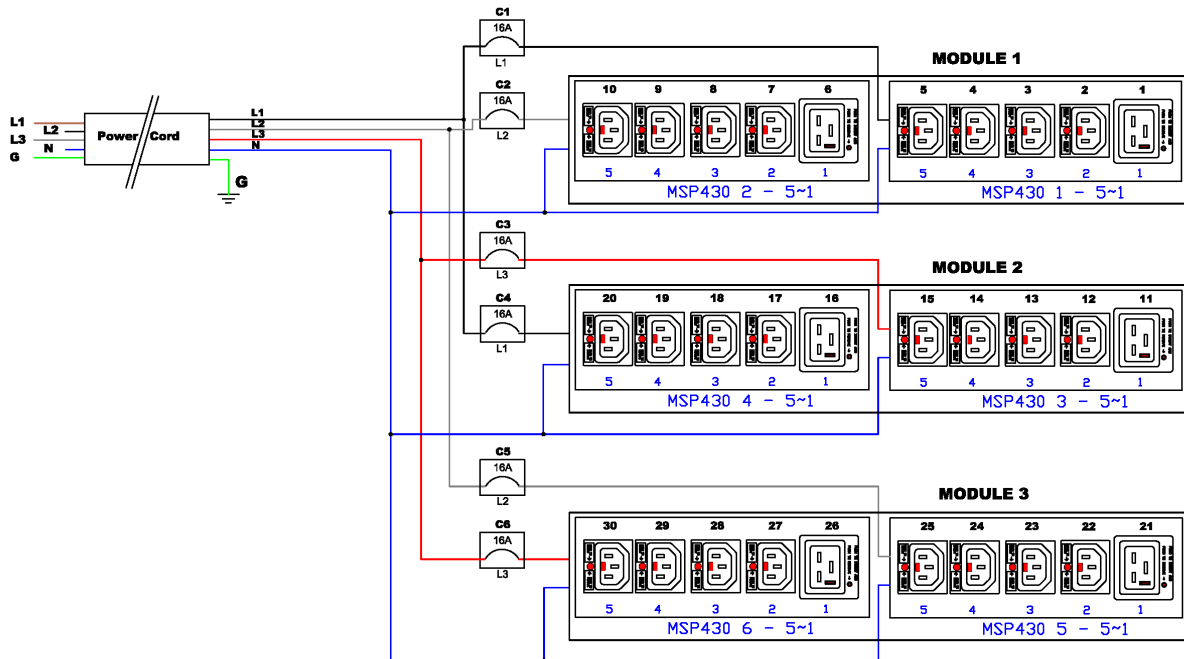 C1
16A
L1
MODULE 1
C2
16A
L2
10 9 8 7 6 5 4 3 2 1
L1
L2
L3
N
G
Power Cord
L1
L2
L3
N
G
5 4 3 2 1 5 4 3 2 1
MSP430 2 - 5~1 MSP430 1 - 5~1
C3
16A
L3
MODULE 2
C4
16A
L1
20 19 18 17 16 15 14 13 12 11
5 4 3 2 1 5 4 3 2 1
MSP430 4 - 5~1 MSP430 3 - 5~1
C5
16A
L2
MODULE 3
C6
16A
L3
30 29 28 27 26 25 24 23 22 21
5 4 3 2 1 5 4 3 2 1
MSP430 6 - 5~1 MSP430 5 - 5~1